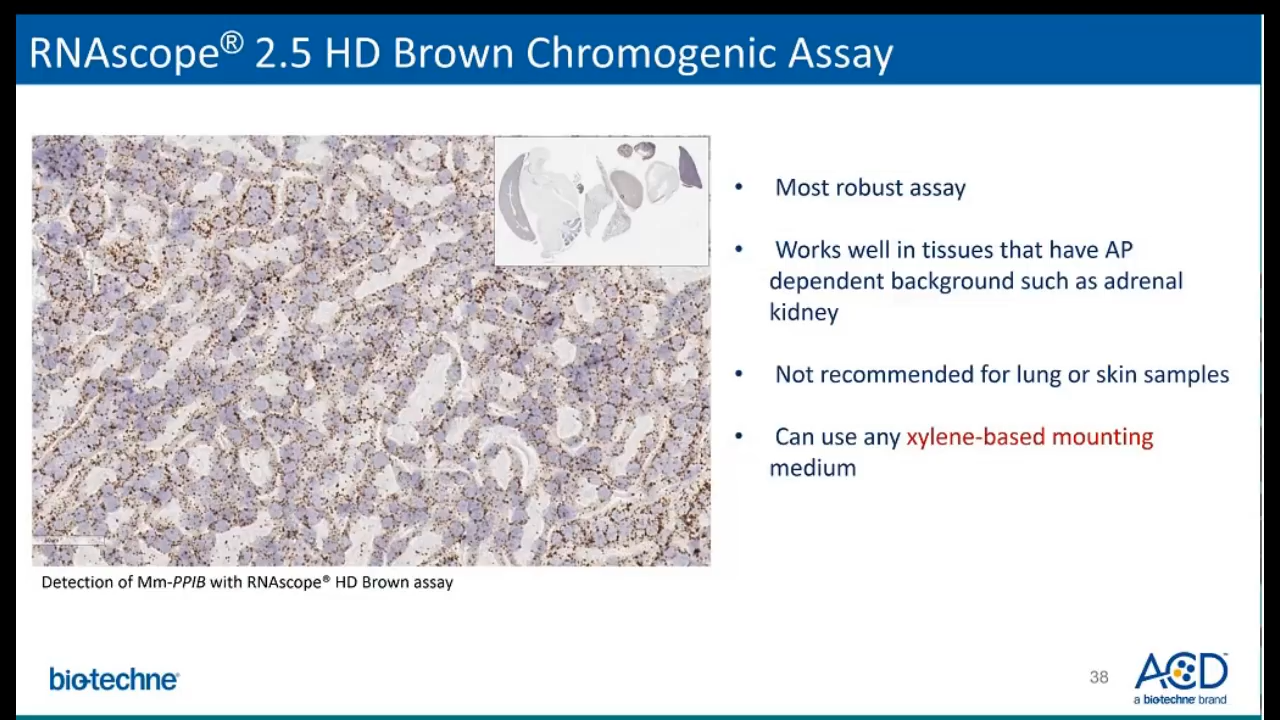 RNAscope® 2.5 HD Brown Chromogenic Assay
• Most robust assay
• Works well in tissues that have AP
dependent background such as adrenal
kidney
• Not recommended for lung or skin samples
• Can use any xylene-based mounting
medium
Detection of Mm-PPIB with RNAscope® HD Brown assay
bio-techne®
38
ACD™
a bio-techne brand